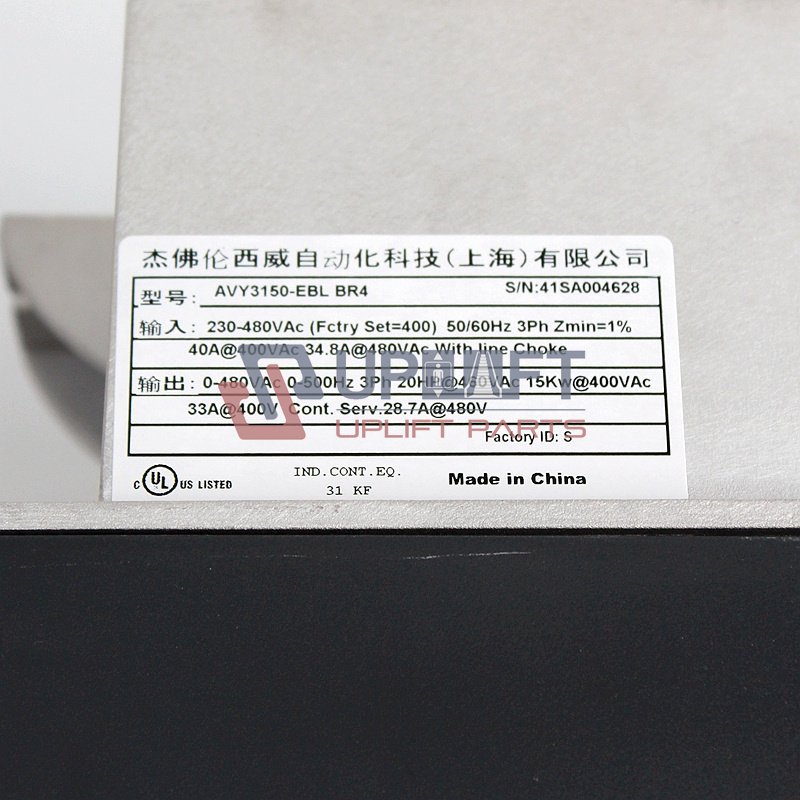 杰佛伦西威自动化科技(上海)有限公司
型号: AVY3150-EBL BR4 S/N:41SA004628
输入: 230-480VAc (Fctry Set=400) 50/60Hz 3Ph Zmin=1%
40A@400VAc 34.8A@480VAc With line Choke
UPLIFT
输出: 0-480VAc 0-500Hz 3Ph 20HP@460VAc 15Kw@400VAc
33A@400V Cont. Serv.28.7A@480V
UPLIFT PARTS
Factory ID: S
C UL US LISTED
IND.CONT.EQ.
31 KF
Made in China